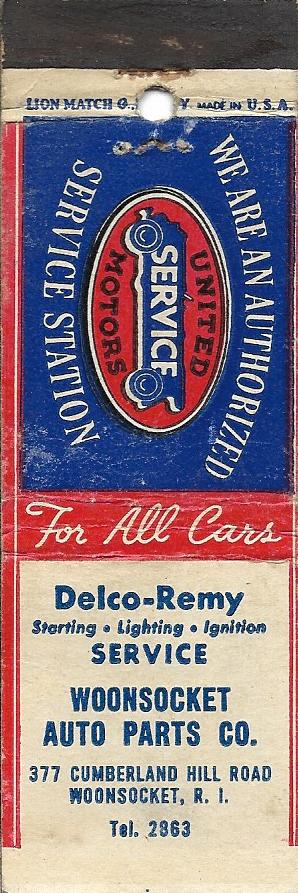 LION MATCH Co., N.Y. MADE IN U.S.A.
WE ARE AN AUTHORIZED
UNITED
SERVICE
MOTORS
SERVICE STATION
For All Cars
Delco-Remy
Starting • Lighting • Ignition
SERVICE
WOONSOCKET
AUTO PARTS CO.
377 CUMBERLAND HILL ROAD
WOONSOCKET, R. I.
Tel. 2863